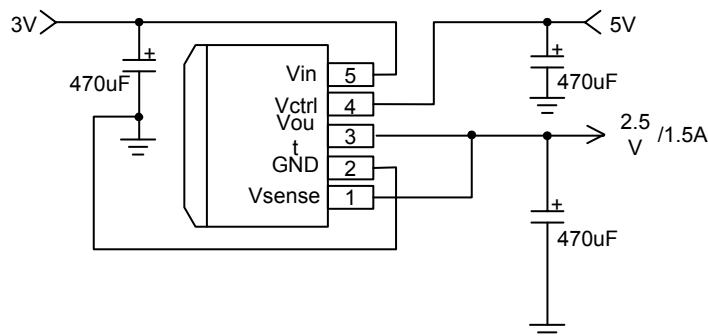 3V
5V
+
+
470uF
470uF
Vin
5
Vctrl
4
Vou
t
3
GND
2
Vsense
1
2.5
V
/1.5A
+
470uF